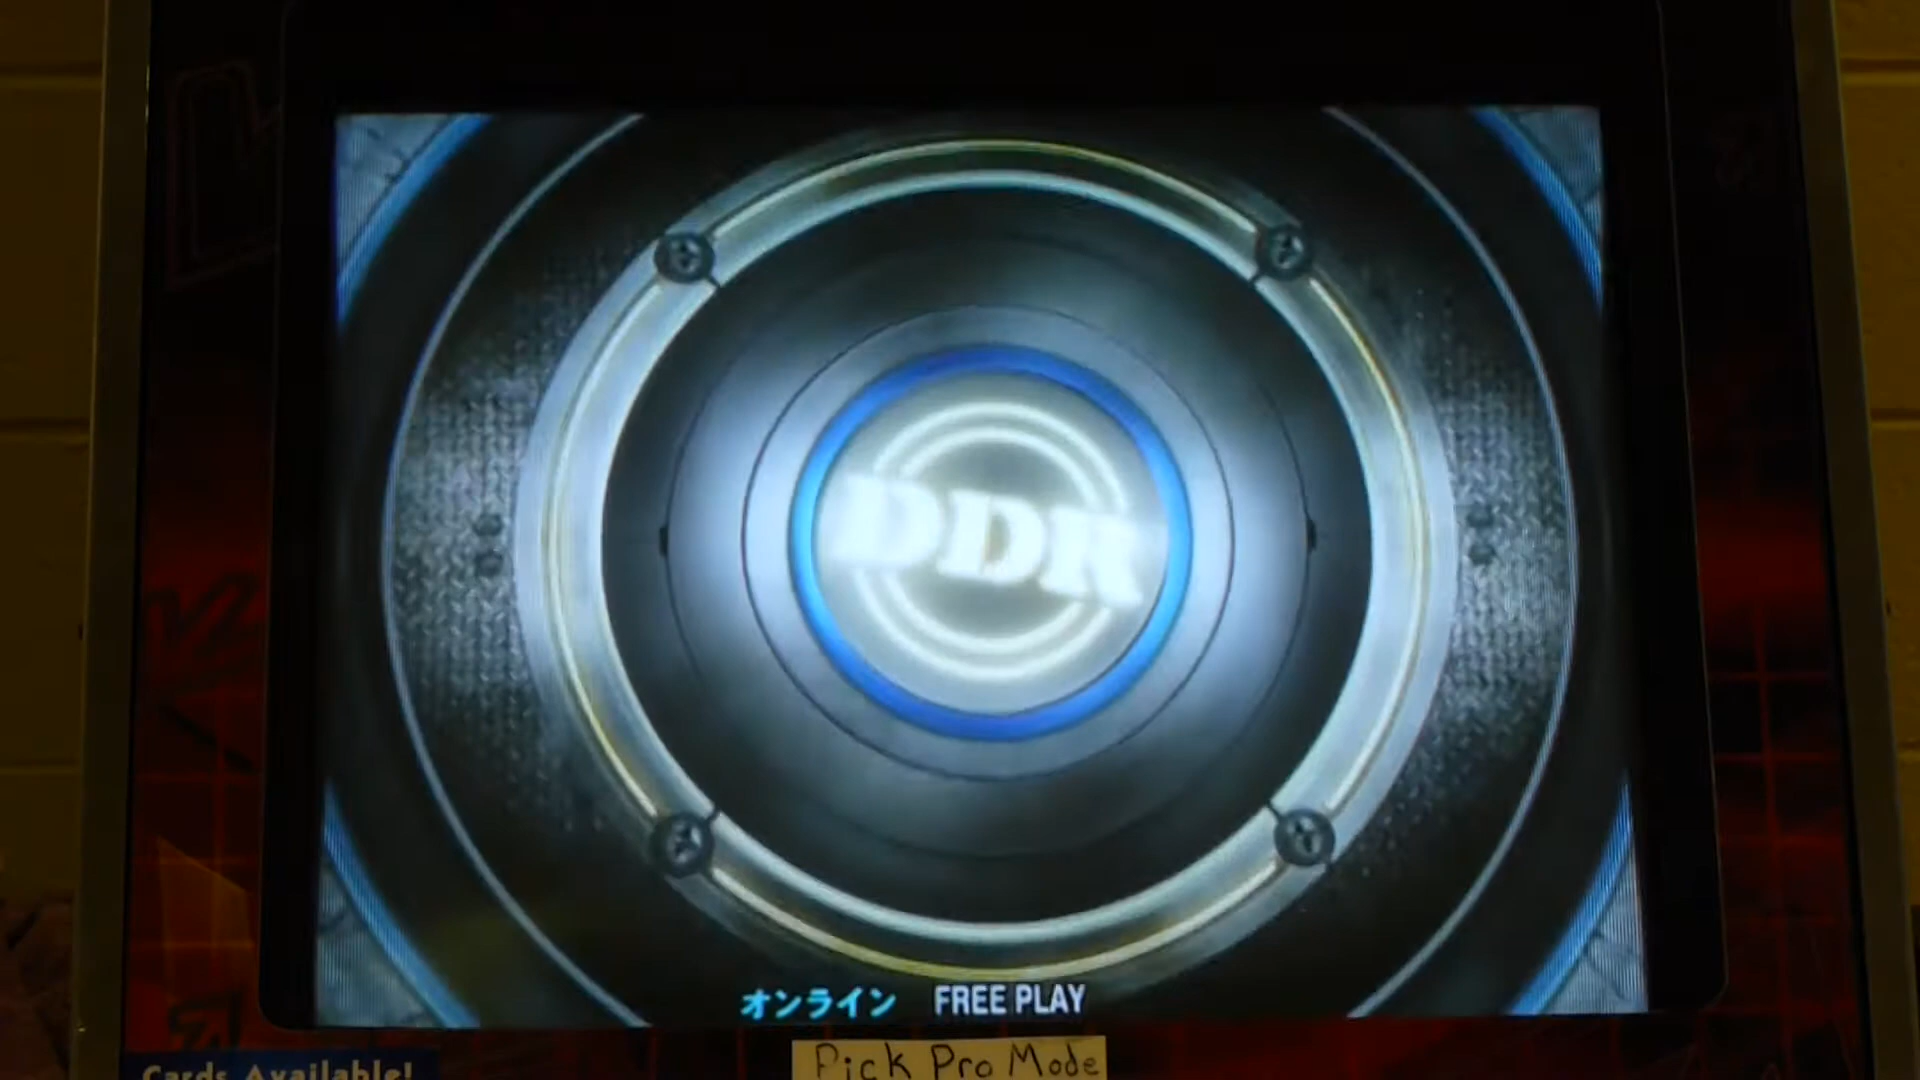 DDR
オンライン FREE PLAY
Pick Pro Mode
Cards Available!